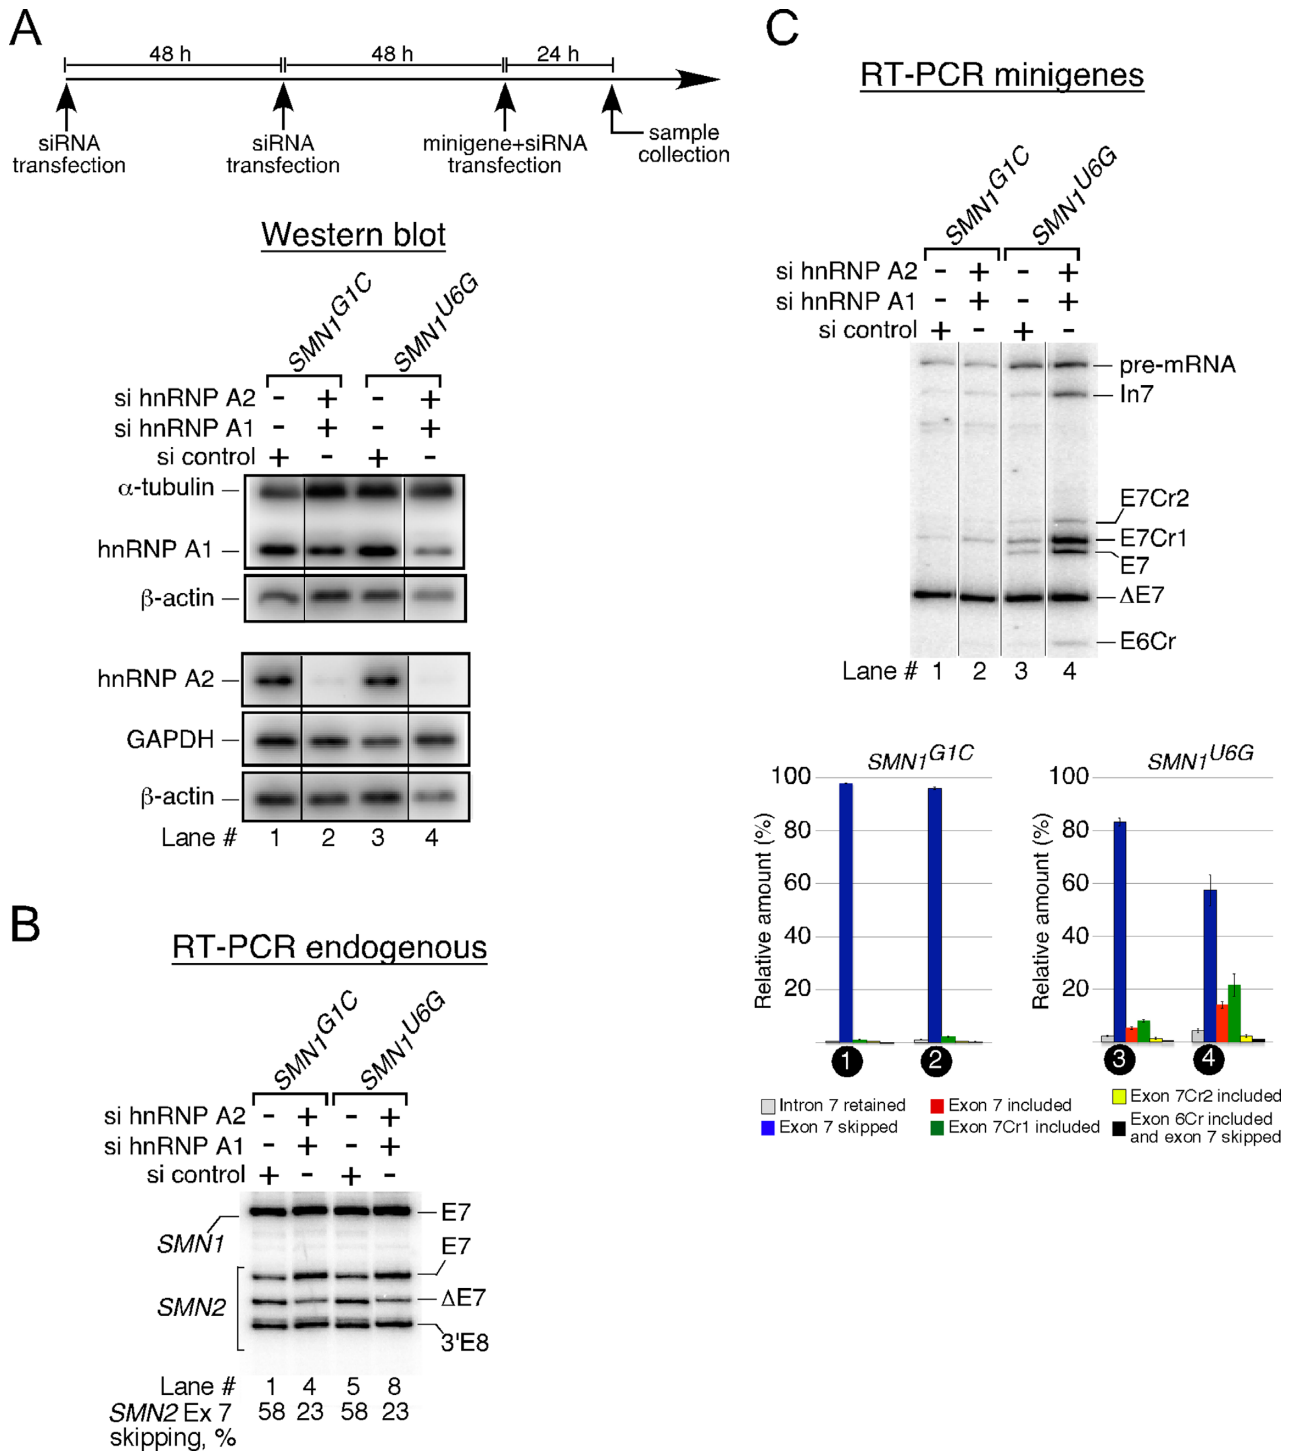 A
48 h 48 h 24 h
siRNA transfection
siRNA transfection
minigene+siRNA transfection
sample collection
Western blot
SMN1G1C SMN1U6G
si hnRNP A2 - + - +
si hnRNP A1 - + - +
si control + - + -
α-tubulin
hnRNP A1
β-actin
hnRNP A2
GAPDH
β-actin
Lane # 1 2 3 4
B
RT-PCR endogenous
SMN1G1C SMN1U6G
si hnRNP A2 - + - +
si hnRNP A1 - + - +
si control + - + -
E7
SMN1
E7
SMN2
ΔE7
3'E8
Lane # 1 4 5 8
SMN2 Ex 7 58 23 58 23
skipping, %
C
RT-PCR minigenes
SMN1G1C SMN1U6G
si hnRNP A2 - + - +
si hnRNP A1 - + - +
si control + - + -
pre-mRNA
In7
E7Cr2
E7Cr1
E7
ΔE7
E6Cr
Lane # 1 2 3 4
SMN1G1C
Relative amount (%)
100
80
60
40
20
1 2
SMN1U6G
Relative amount (%)
100
80
60
40
20
3 4
Intron 7 retained
Exon 7 skipped
Exon 7 included
Exon 7Cr1 included
Exon 7Cr2 included
Exon 6Cr included
and exon 7 skipped